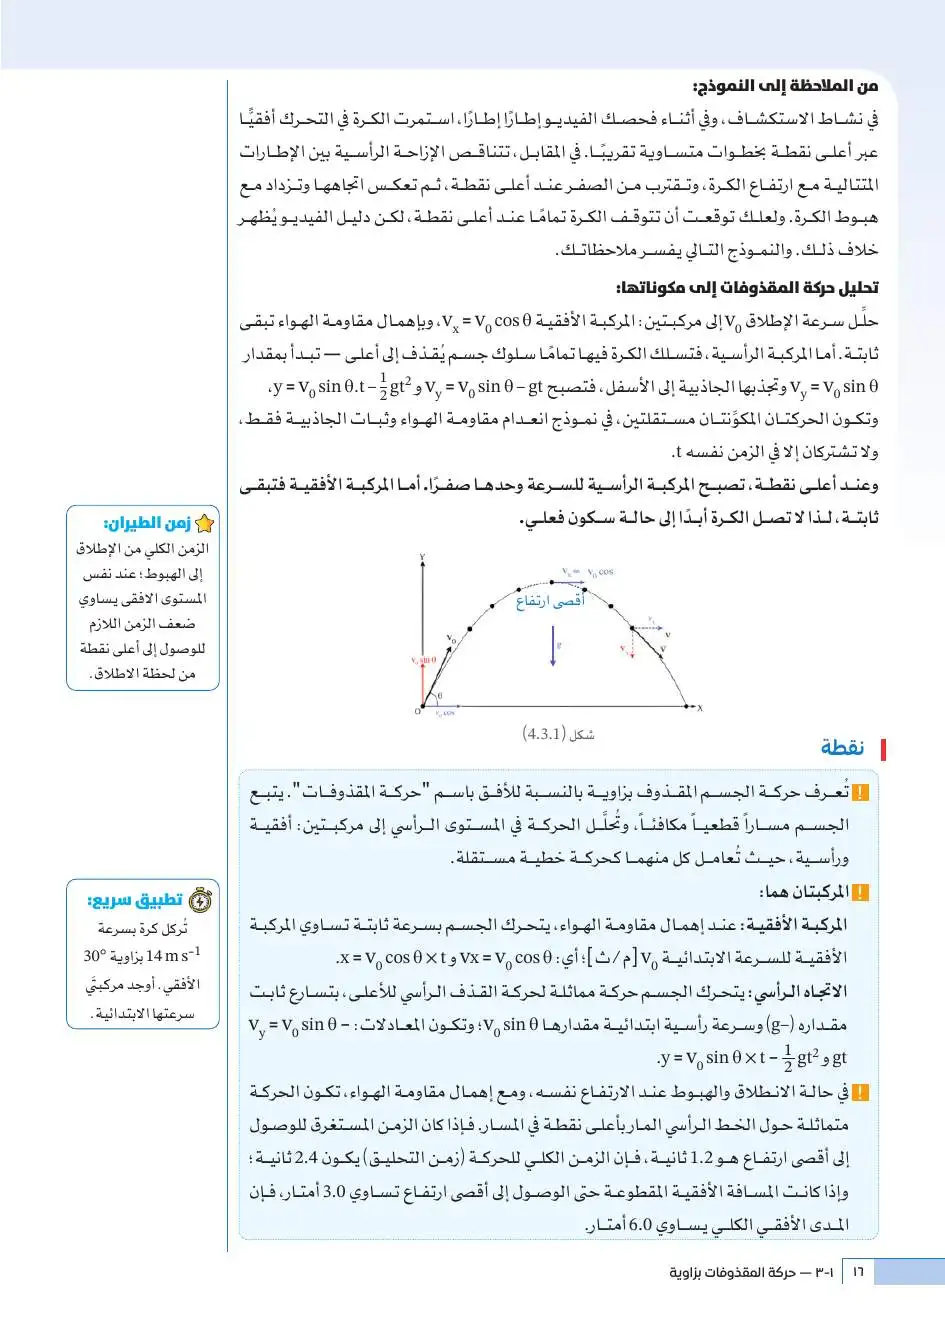 من الملاحظة إلى النموذج:
في نشاط الاستكشاف، وفي أثناء فحصك الفيديو إطارًا إطارًا، استمرت الكرة في التحرك أفقيًّا
عبر أعلى نقطة بخطوات متساوية تقريبًا. في المقابل، تتناقص الإزاحة الرأسية بين الإطارات
المتتالية مع ارتفاع الكرة، وتقترب من الصفر عند أعلى نقطة، ثم تعكس اتجاهها وتزداد مع
هبوط الكرة. ولعلك توقعت أن تتوقف الكرة تمامًا عند أعلى نقطة، لكن دليل الفيديو يُظهر
خلاف ذلك. والنموذج التالي يفسر ملاحظاتك.
تحليل حركة المقذوفات إلى مكوناتها:
حلِّل سرعة الإطلاق v₀ إلى مركبتين: المركبة الأفقية vₓ = v₀ cos θ، وبإهمال مقاومة الهواء تبقى
ثابتة. أما المركبة الرأسية، فتسلك الكرة فيها تمامًا سلوك جسم يُقذف إلى أعلى — تبدأ بمقدار
v_y = v₀ sin θ وتجذبها الجاذبية إلى الأسفل، فتصبح v_y = v₀ sin θ – gt و y = v₀ sin θ.t – ½ gt²،
وتكون الحركتان المكوِّنتان مستقلتين، في نموذج انعدام مقاومة الهواء وثبات الجاذبية فقط،
ولا تشتركان إلا في الزمن نفسه t.
وعند أعلى نقطة، تصبح المركبة الرأسية للسرعة وحدها صفرًا. أما المركبة الأفقية فتبقى
ثابتة، لذا لا تصل الكرة أبدًا إلى حالة سكون فعلي.
زمن الطيران:
الزمن الكلي من الإطلاق
إلى الهبوط؛ عند نفس
المستوى الافقى يساوي
ضعف الزمن اللازم
للوصول إلى أعلى نقطة
من لحظة الاطلاق.
Y
vₓ = v₀ cos
أقصى ارتفاع
g
v₀
v₀ sin θ
θ
O
v₀ cos
v
v
X
شكل (4.3.1)
نقطة
! تُعرف حركة الجسم المقذوف بزاوية بالنسبة للأفق باسم "حركة المقذوفات". يتبع
الجسم مساراً قطعياً مكافئاً، وتُحلَّل الحركة في المستوى الرأسي إلى مركبتين: أفقية
ورأسية، حيث تُعامل كل منهما كحركة خطية مستقلة.
! المركبتان هما:
المركبة الأفقية: عند إهمال مقاومة الهواء، يتحرك الجسم بسرعة ثابتة تساوي المركبة
الأفقية للسرعة الابتدائية v₀ [م/ث]؛ أي: vx = v₀ cos θ و x = v₀ cos θ × t.
الاتجاه الرأسي: يتحرك الجسم حركة مماثلة لحركة القذف الرأسي للأعلى، بتسارع ثابت
مقداره (–g) وسرعة رأسية ابتدائية مقدارها v₀ sin θ؛ وتكون المعادلات: v_y = v₀ sin θ –
gt و y = v₀ sin θ × t – ½ gt².
! في حالة الانطلاق والهبوط عند الارتفاع نفسه، ومع إهمال مقاومة الهواء، تكون الحركة
متماثلة حول الخط الرأسي المار بأعلى نقطة في المسار. فإذا كان الزمن المستغرق للوصول
إلى أقصى ارتفاع هو 1.2 ثانية، فإن الزمن الكلي للحركة (زمن التحليق) يكون 2.4 ثانية؛
وإذا كانت المسافة الأفقية المقطوعة حتى الوصول إلى أقصى ارتفاع تساوي 3.0 أمتار، فإن
المدى الأفقي الكلي يساوي 6.0 أمتار.
تطبيق سريع:
تُركل كرة بسرعة
14 m s⁻¹ بزاوية 30°
الأفقي. أوجد مركبتَي
سرعتها الابتدائية.
١٦
٣-١ — حركة المقذوفات بزاوية